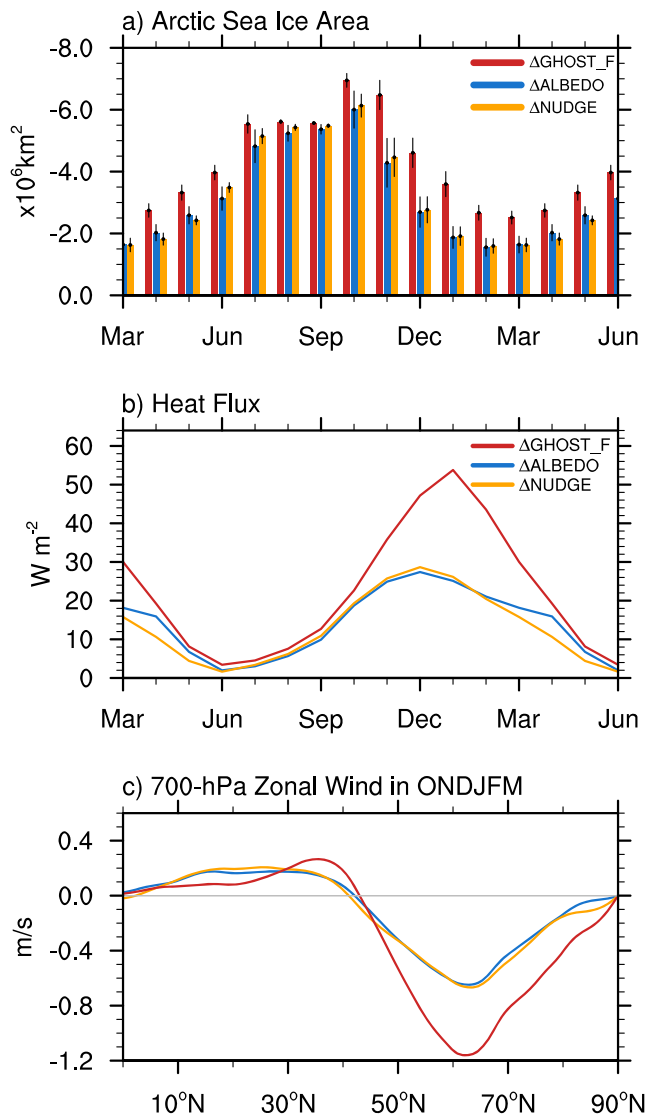 a) Arctic Sea Ice Area
-8.0
-6.0
-4.0
-2.0
0.0
x10⁶km²
ΔGHOST_F
ΔALBEDO
ΔNUDGE
Mar Jun Sep Dec Mar Jun
b) Heat Flux
60
50
40
30
20
10
0
W m⁻²
ΔGHOST_F
ΔALBEDO
ΔNUDGE
Mar Jun Sep Dec Mar Jun
c) 700-hPa Zonal Wind in ONDJFM
0.4
0.0
-0.4
-0.8
-1.2
m/s
10°N 30°N 50°N 70°N 90°N